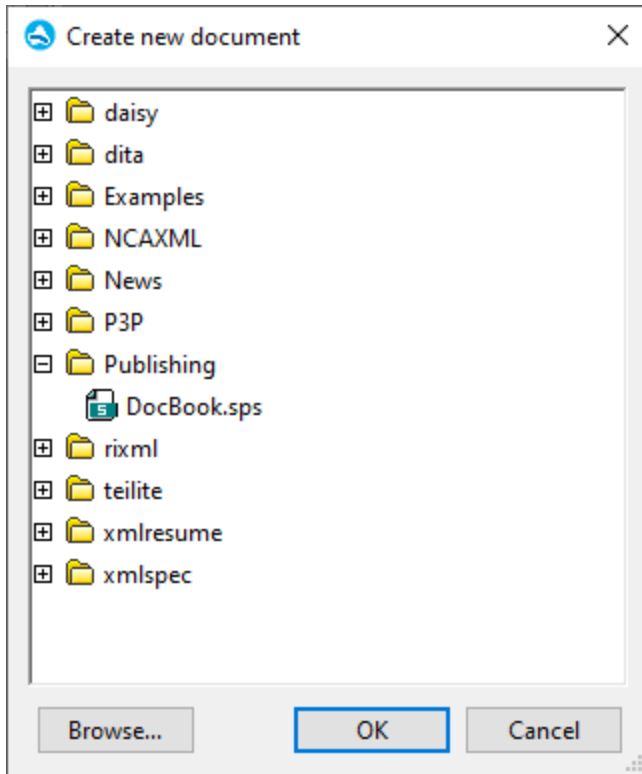 Create new document
daisy
dita
Examples
NCAXML
News
P3P
Publishing
DocBook.sps
rixml
teilite
xmlresume
xmlspec
Browse... OK Cancel